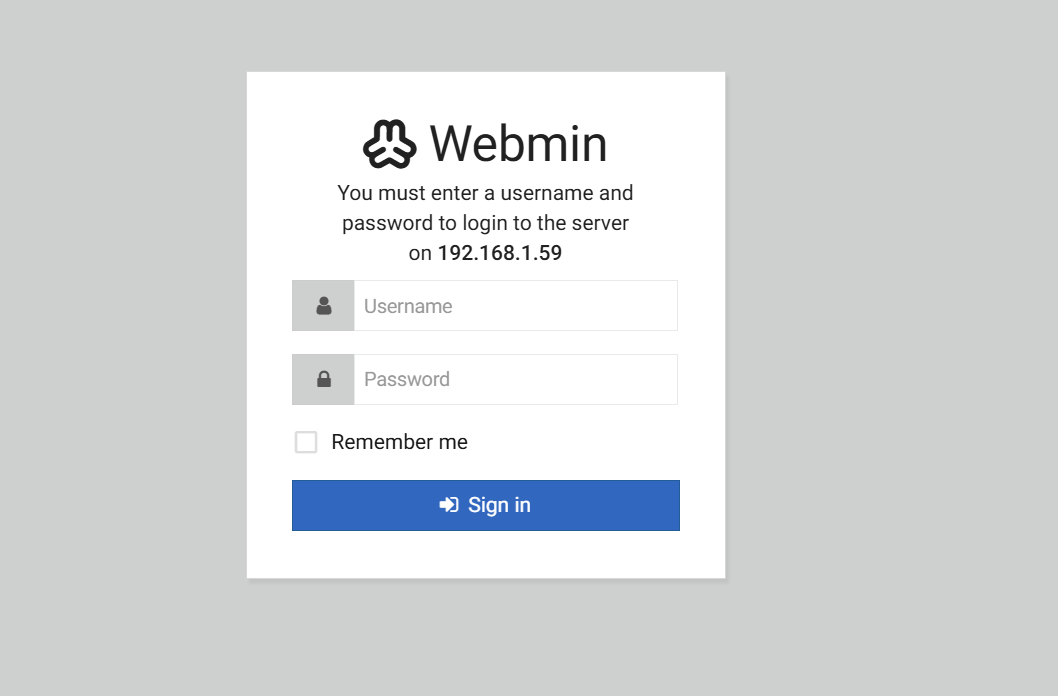 Webmin
You must enter a username and
password to login to the server
on 192.168.1.59
Username
Password
Remember me
Sign in